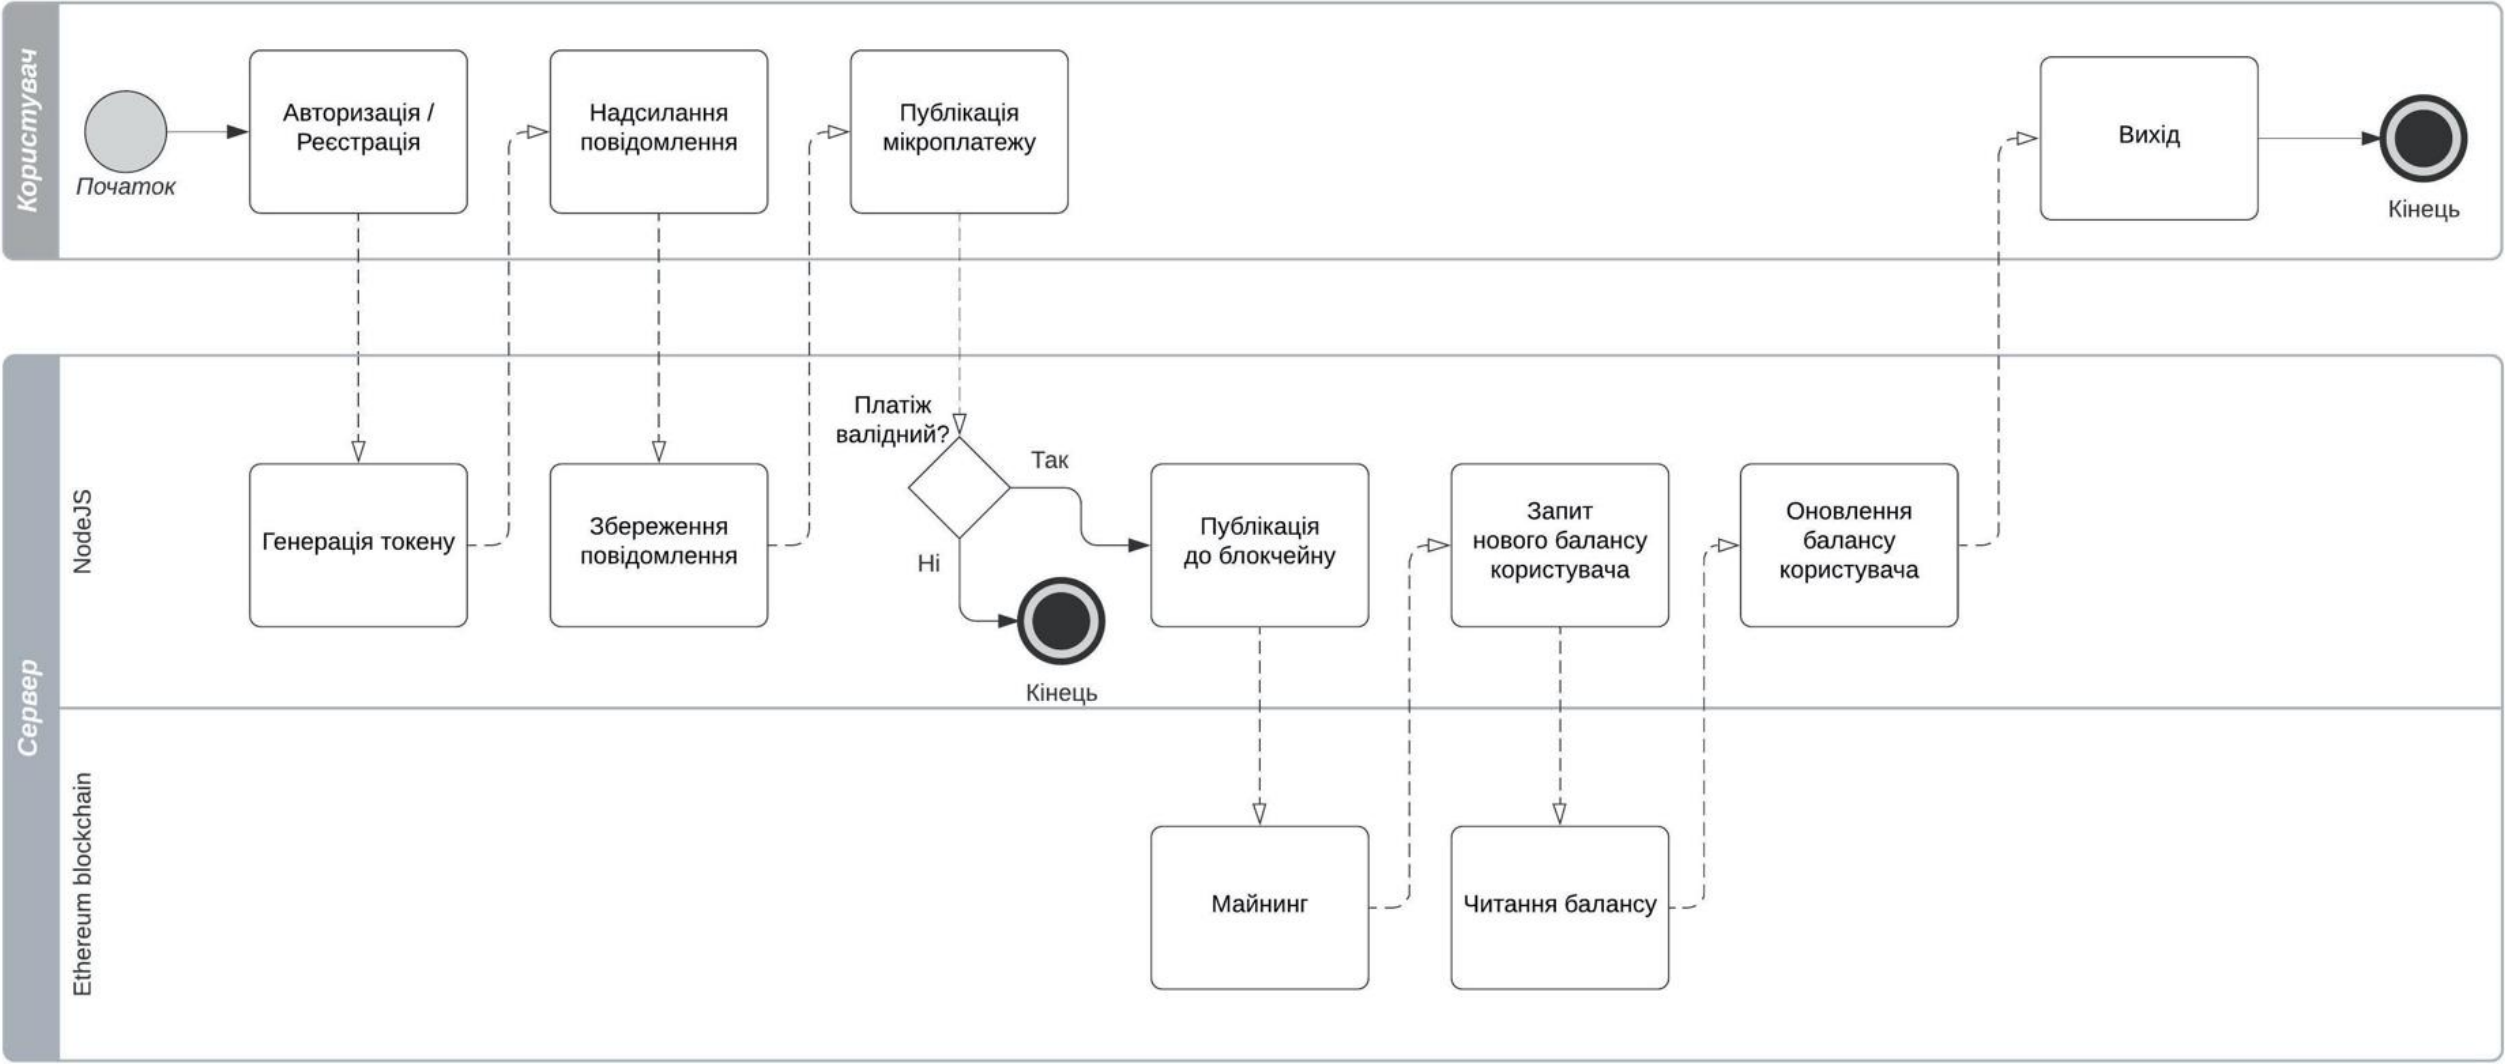 Користувач
Початок
Авторизація /
Реєстрація
Надсилання
повідомлення
Публікація
мікроплатежу
Вихід
Кінець
Сервер
NodeJS
Генерація токену
Збереження
повідомлення
Платіж
валідний?
Так
Ні
Кінець
Публікація
до блокчейну
Запит
нового балансу
користувача
Оновлення
балансу
користувача
Ethereum blockchain
Майнинг
Читання балансу